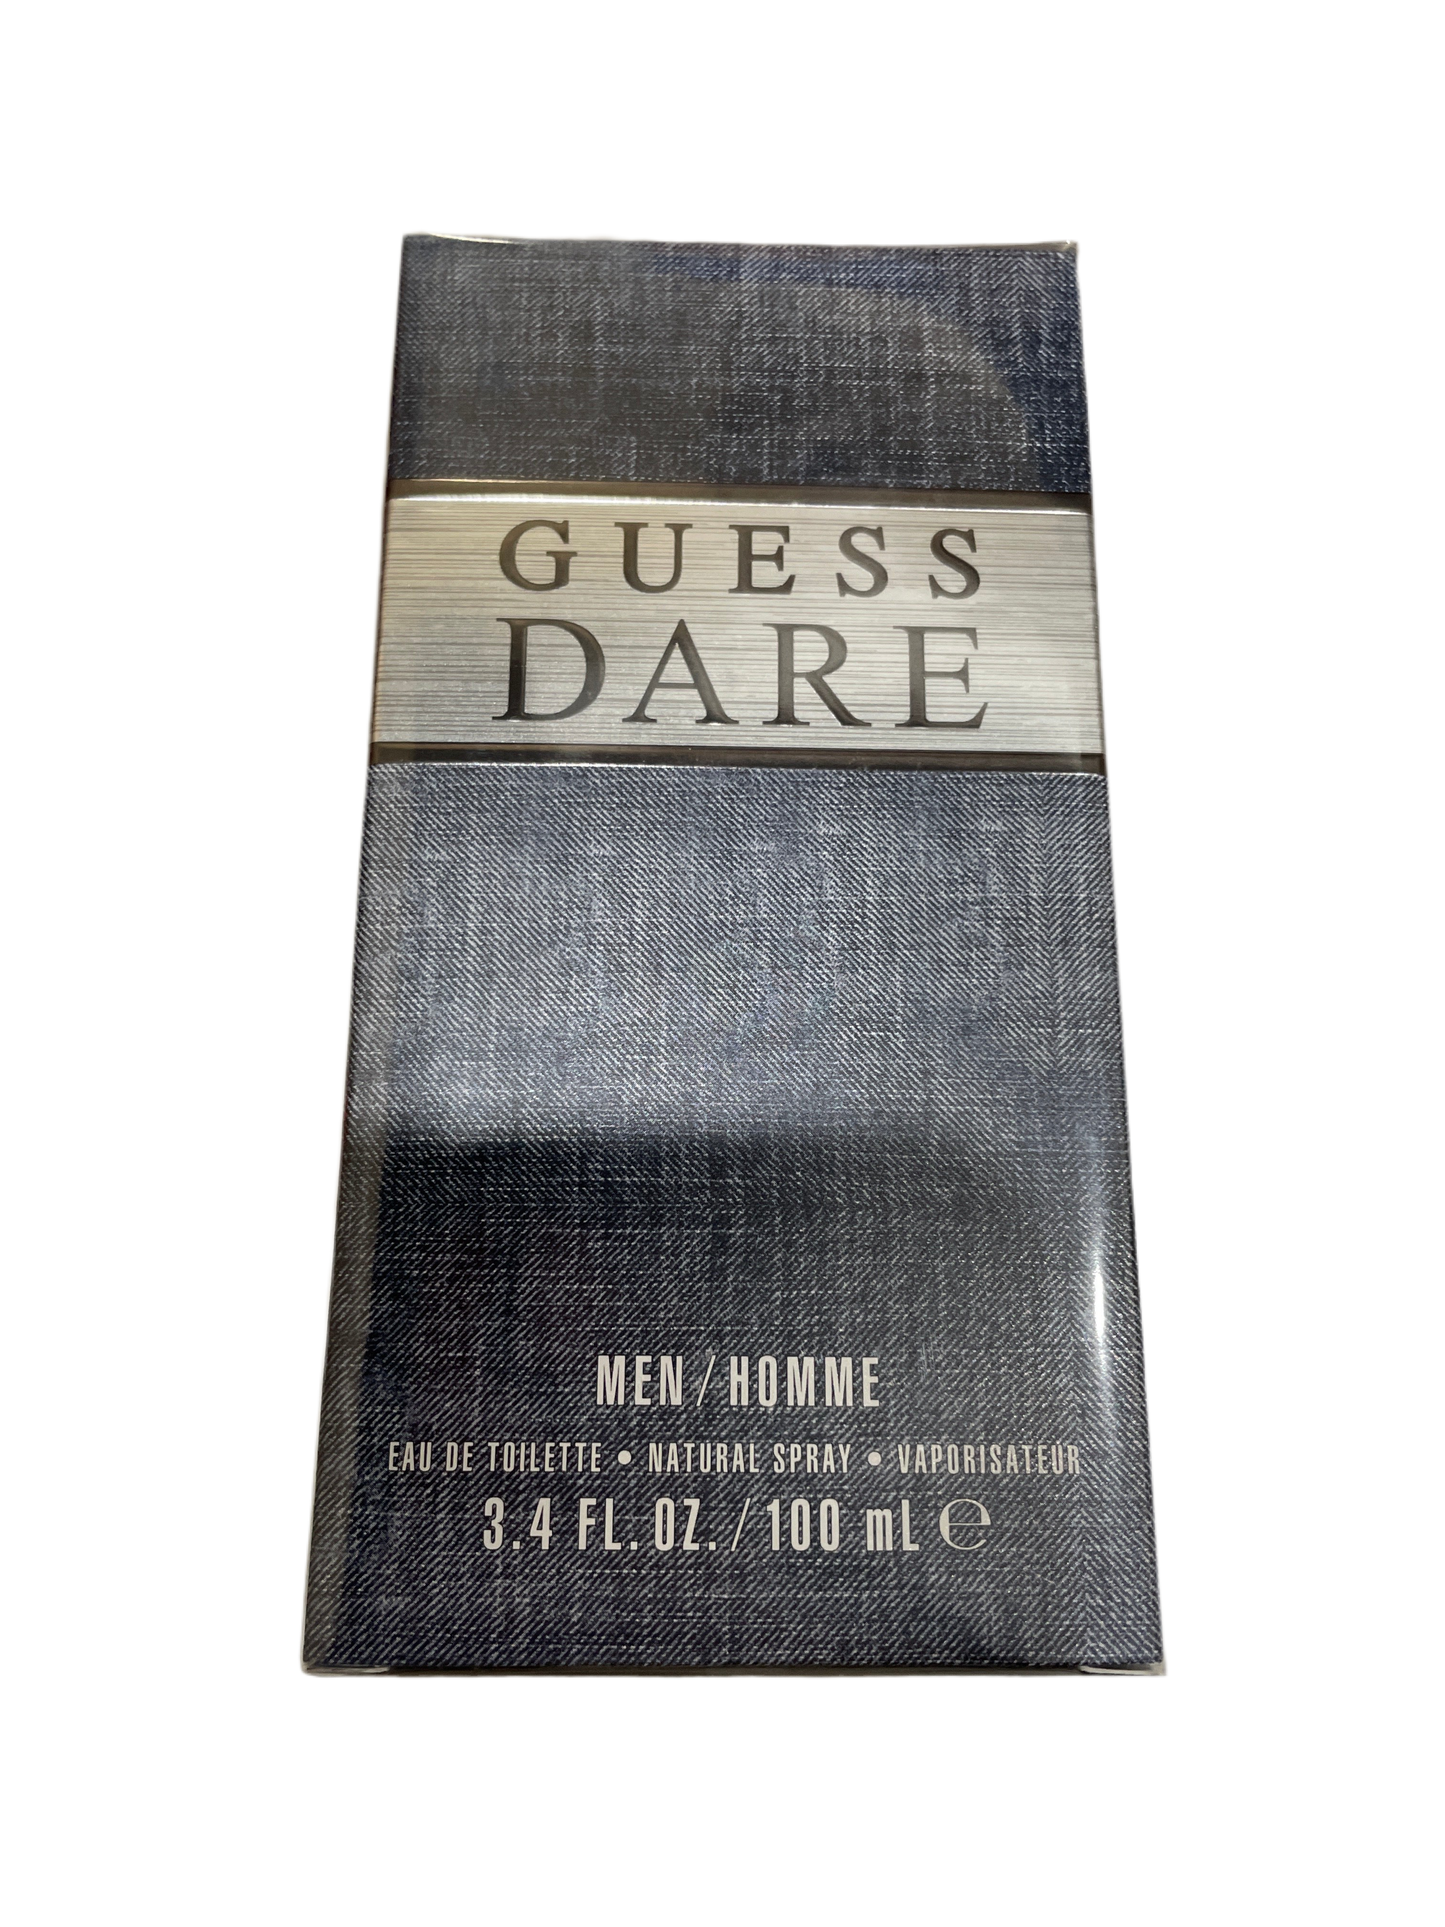 GUESS
DARE
MEN / HOMME
EAU DE TOILETTE • NATURAL SPRAY • VAPORISATEUR
3.4 FL. OZ. / 100 mL ℮